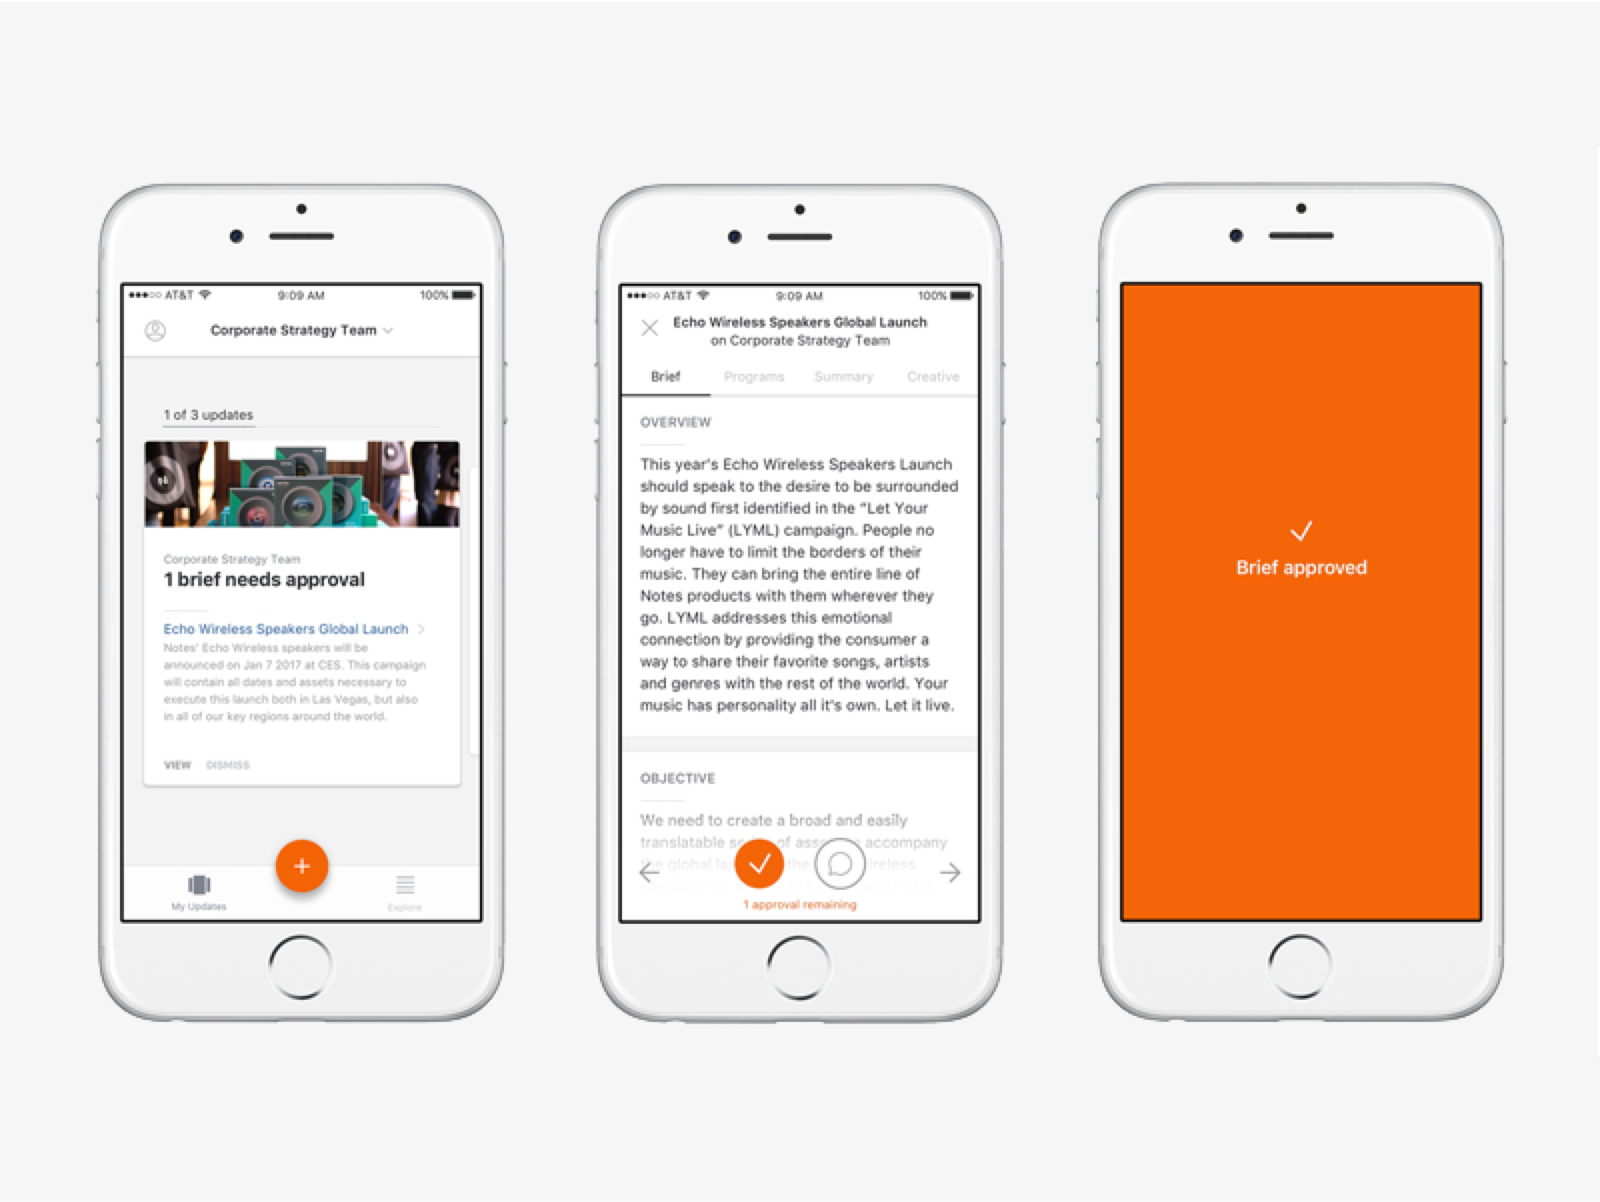 AT&T 9:09 AM 100%
Corporate Strategy Team
1 of 3 updates
Corporate Strategy Team
1 brief needs approval
Echo Wireless Speakers Global Launch
Notes' Echo Wireless speakers will be
announced on Jan 7 2017 at CES. This campaign
will contain all dates and assets necessary to
execute this launch both in Las Vegas, but also
in all of our key regions around the world.
VIEW DISMISS
My Updates Explore
AT&T 9:09 AM 100%
Echo Wireless Speakers Global Launch
on Corporate Strategy Team
Brief Programs Summary Creative
OVERVIEW
This year's Echo Wireless Speakers Launch
should speak to the desire to be surrounded
by sound first identified in the “Let Your
Music Live” (LYML) campaign. People no
longer have to limit the borders of their
music. They can bring the entire line of
Notes products with them wherever they
go. LYML addresses this emotional
connection by providing the consumer a
way to share their favorite songs, artists
and genres with the rest of the world. Your
music has personality all it's own. Let it live.
OBJECTIVE
We need to create a broad and easily
translatable of accompany
the global the
1 approval remaining
Brief approved